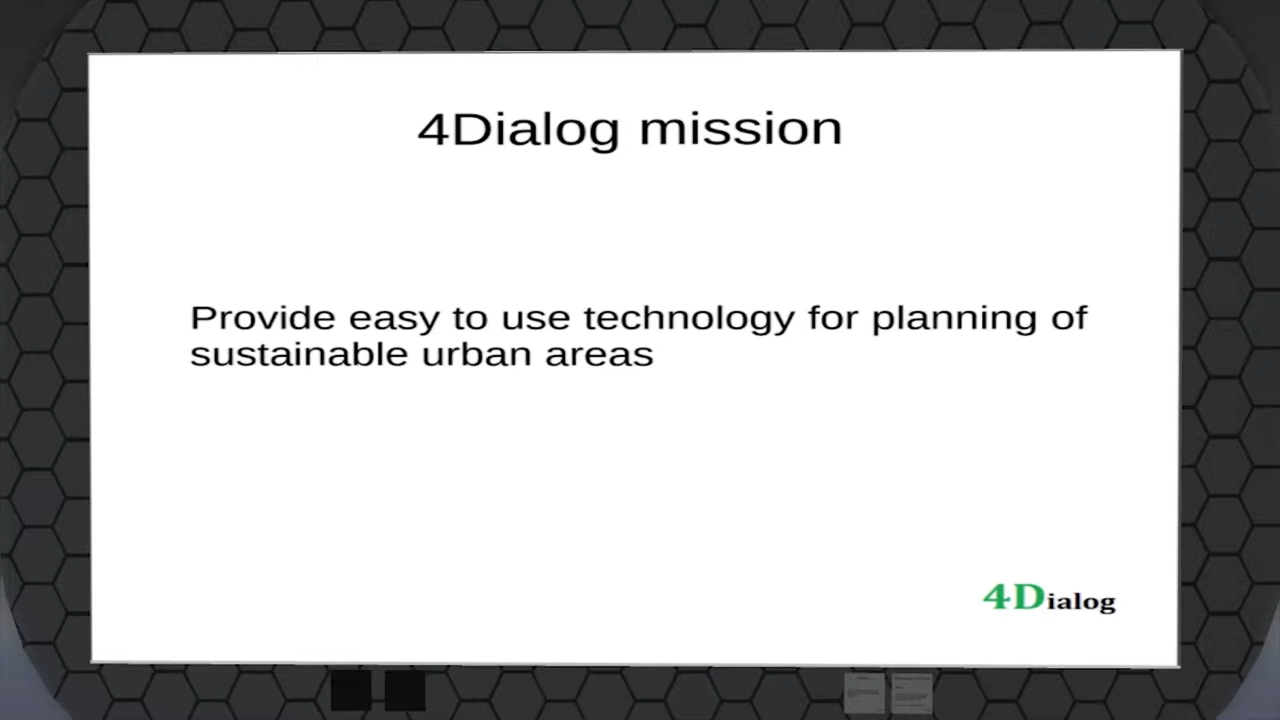 4Dialog mission
Provide easy to use technology for planning of
sustainable urban areas
4Dialog